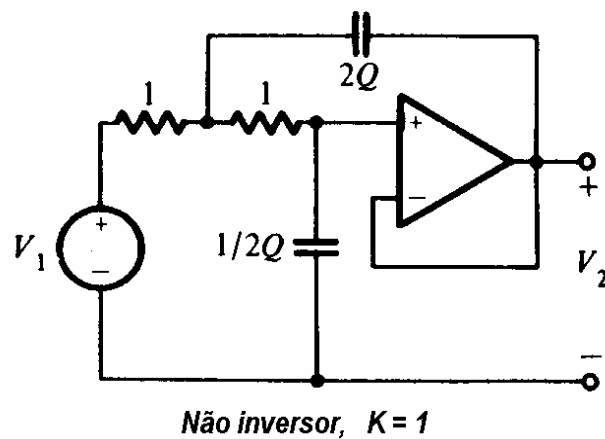 2Q
1
1
+
−
V1
+
−
1/2Q
+
V2
−
Não inversor, K = 1